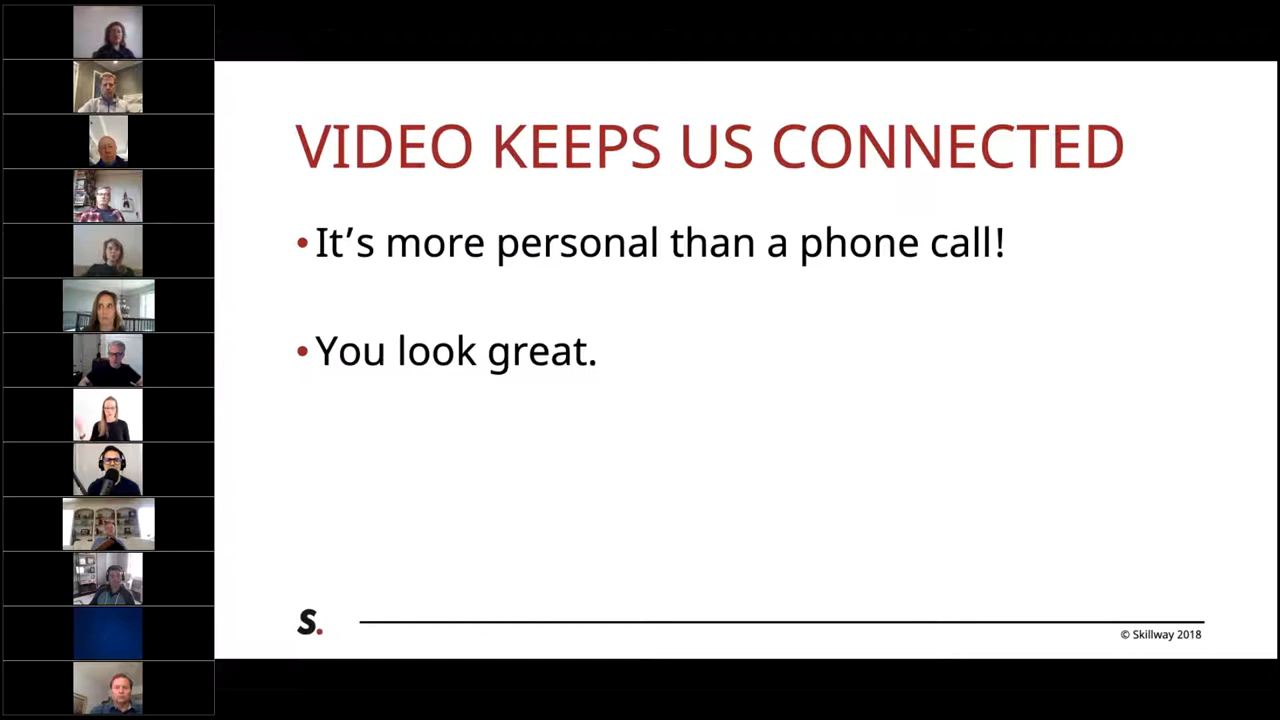 VIDEO KEEPS US CONNECTED
• It’s more personal than a phone call!
• You look great.
S.
© Skillway 2018